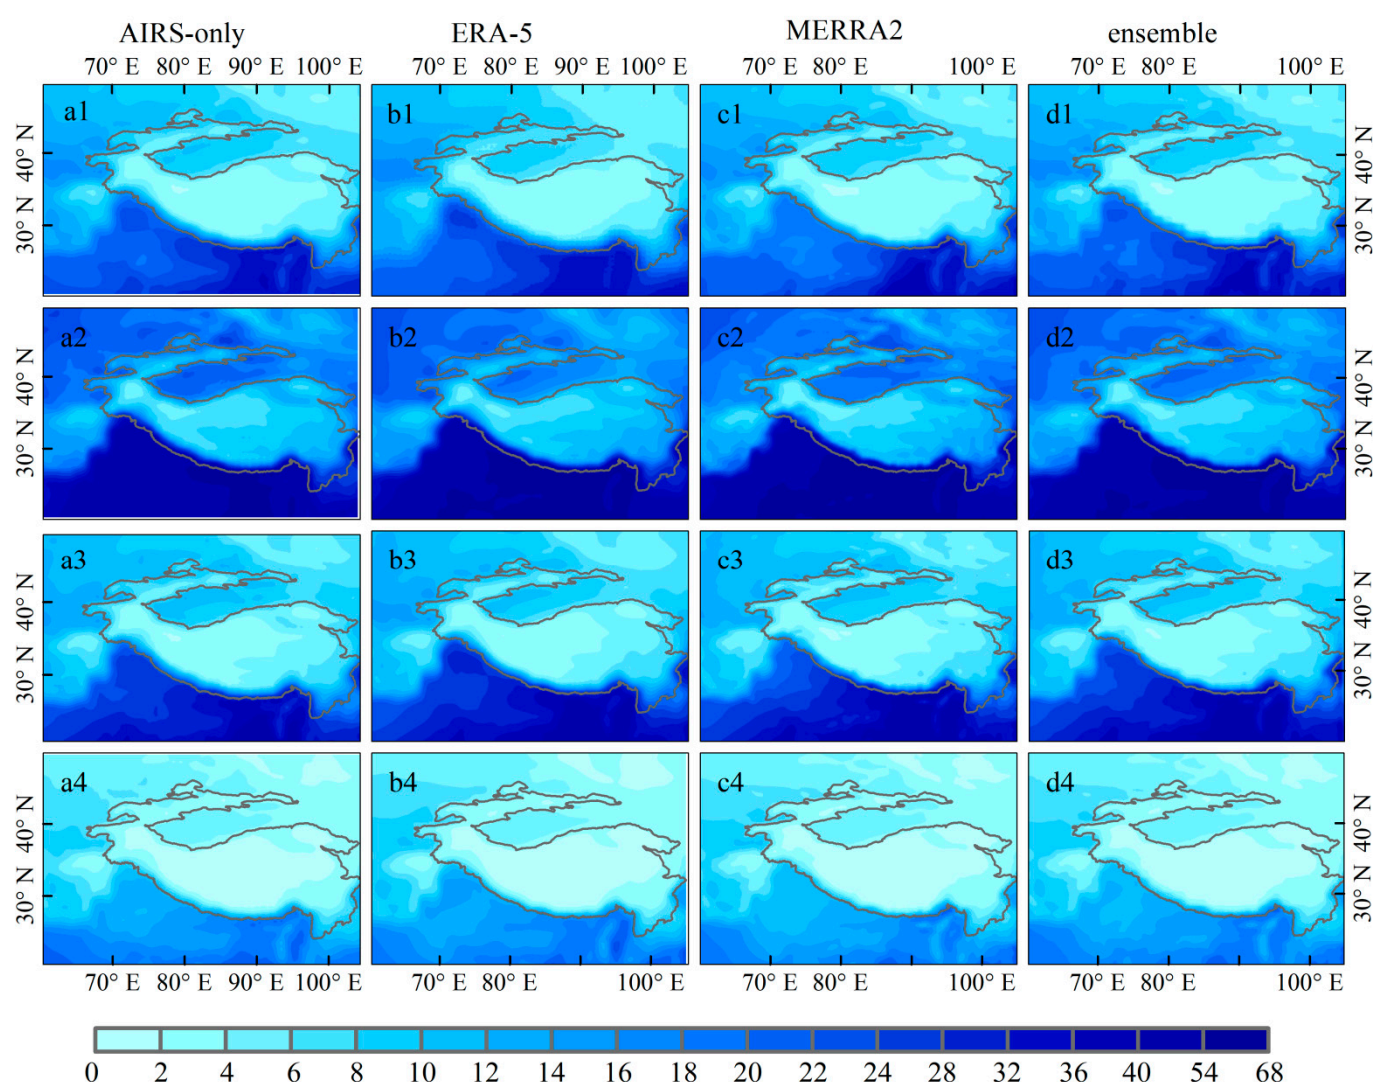 AIRS-only ERA-5 MERRA2 ensemble
70° E 80° E 90° E 100° E 70° E 80° E 90° E 100° E 70° E 80° E 100° E 70° E 80° E 100° E
a1 b1 c1 d1
40° N 40° N
30° N 30° N
a2 b2 c2 d2
40° N 40° N
30° N 30° N
a3 b3 c3 d3
40° N 40° N
30° N 30° N
a4 b4 c4 d4
40° N 40° N
30° N 30° N
70° E 80° E 90° E 100° E 70° E 80° E 100° E 70° E 80° E 100° E 70° E 80° E 100° E
0 2 4 6 8 10 12 14 16 18 20 22 24 28 32 36 40 54 68